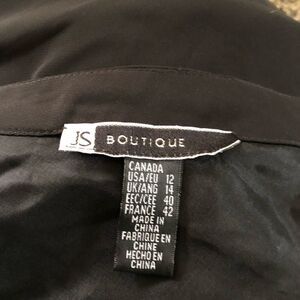 JS BOUTIQUE
CANADA
USA/EU 12
UK/ANG 14
EEC/CEE 40
FRANCE 42
MADE IN
CHINA
FABRIQUE EN
CHINE
HECHO EN
CHINA